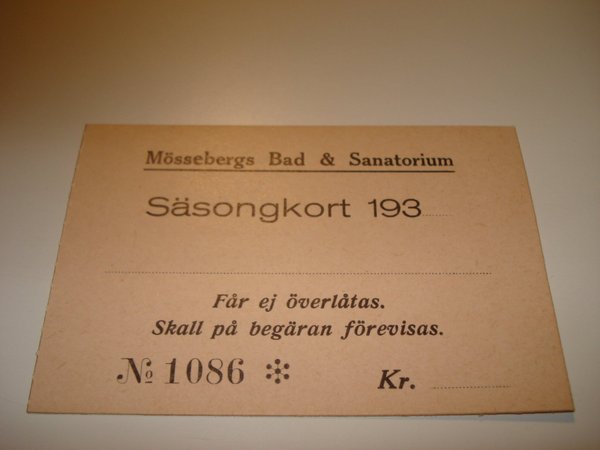 Mössebergs Bad & Sanatorium
Säsongkort 193
Får ej överlåtas.
Skall på begäran förevisas.
№ 1086
Kr.